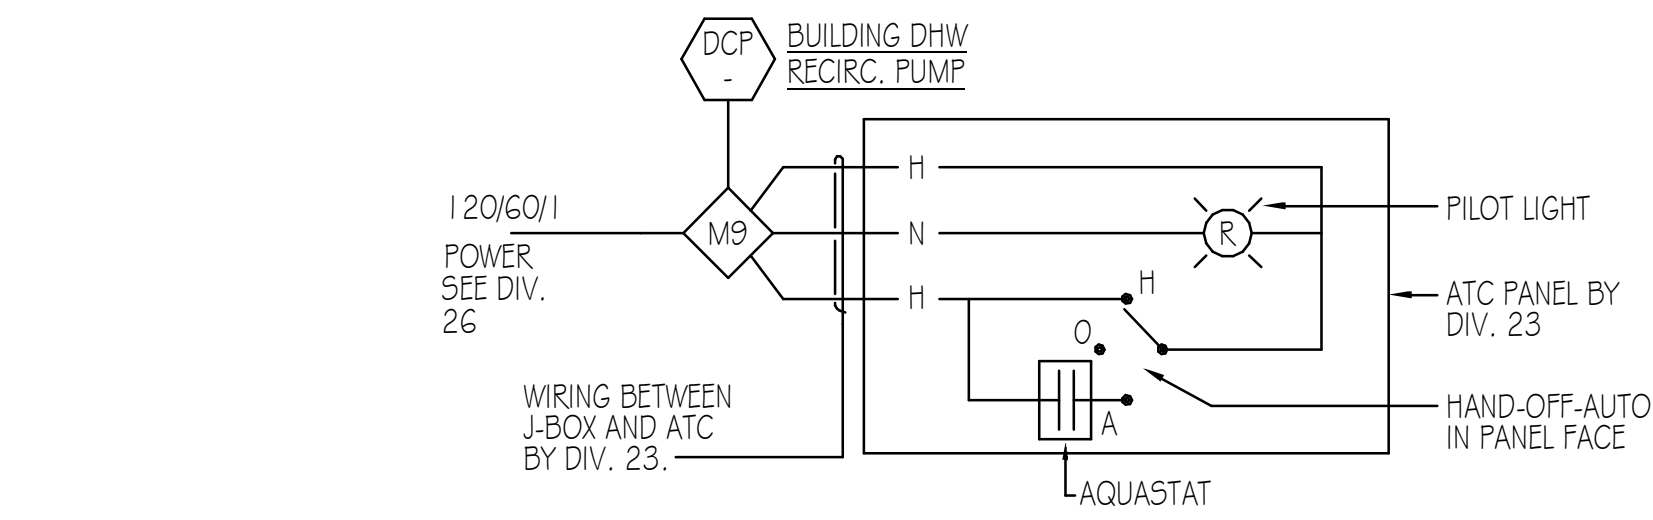 DCP
-
BUILDING DHW
RECIRC. PUMP
120/60/1
POWER
SEE DIV.
26
M9
H
N
H
R
PILOT LIGHT
H
O
A
ATC PANEL BY
DIV. 23
WIRING BETWEEN
J-BOX AND ATC
BY DIV. 23.
HAND-OFF-AUTO
IN PANEL FACE
AQUASTAT